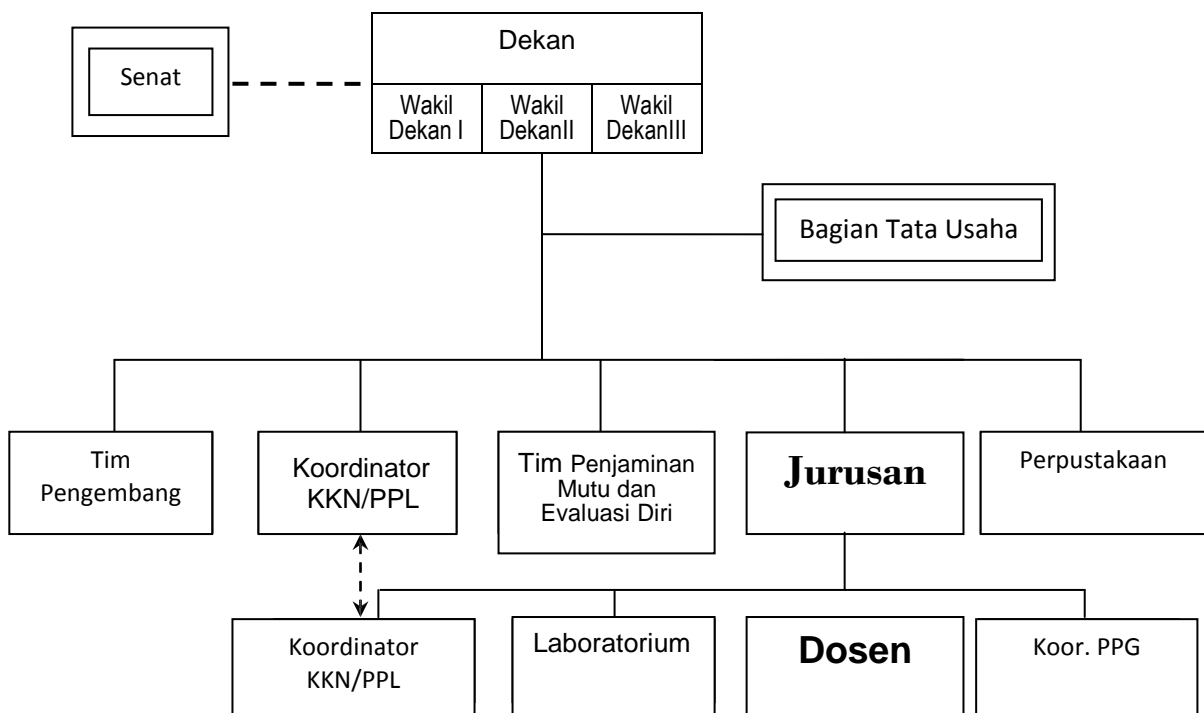 Dekan
Senat
Wakil
Dekan I
Wakil
DekanII
Wakil
DekanIII
Bagian Tata Usaha
Tim
Pengembang
Koordinator
KKN/PPL
Tim Penjaminan
Mutu dan
Evaluasi Diri
Jurusan
Perpustakaan
Koordinator
KKN/PPL
Laboratorium
Dosen
Koor. PPG